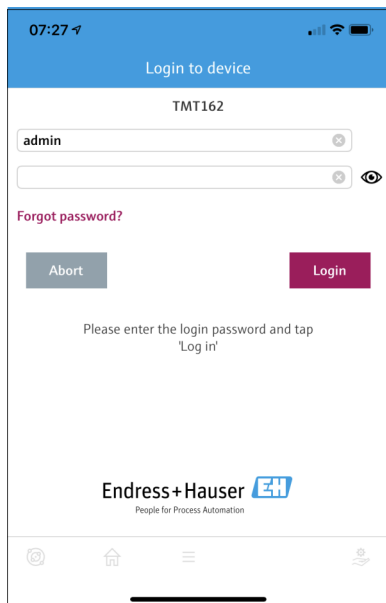 07:27
Login to device
TMT162
admin
Forgot password?
Abort
Login
Please enter the login password and tap
'Log in'
Endress+Hauser EH
People for Process Automation